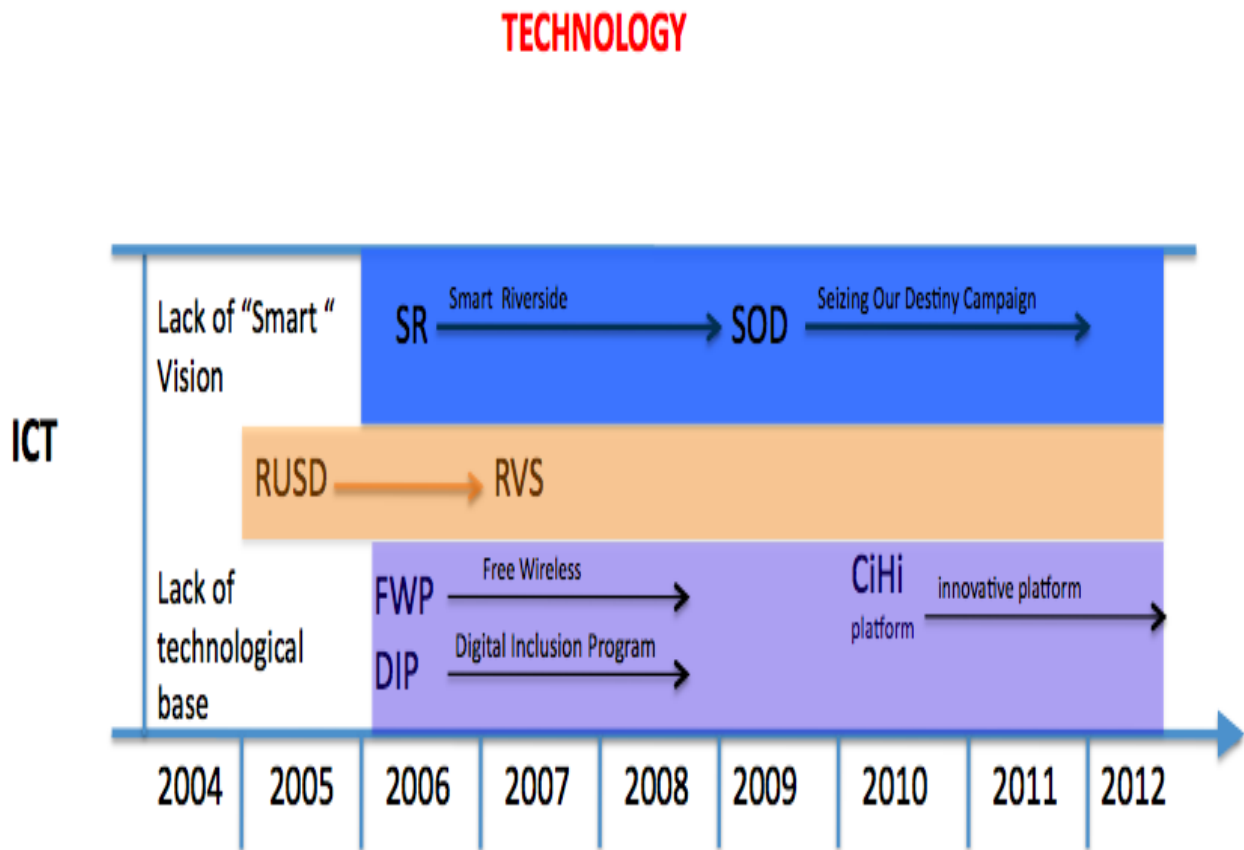 TECHNOLOGY
Lack of “Smart “
Vision
SR
Smart Riverside
SOD
Seizing Our Destiny Campaign
ICT
RUSD
RVS
Lack of
technological
base
FWP
Free Wireless
DIP
Digital Inclusion Program
CiHi
platform
innovative platform
2004 2005 2006 2007 2008 2009 2010 2011 2012